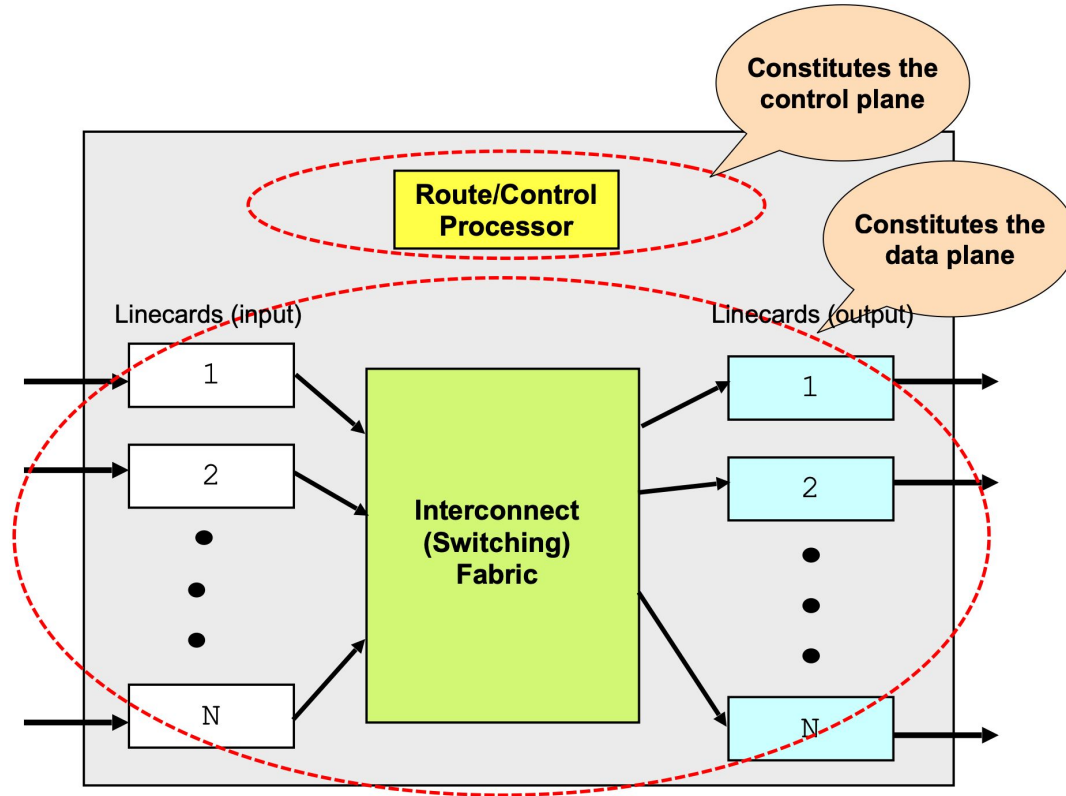 Constitutes the
control plane
Route/Control
Processor
Constitutes the
data plane
Linecards (input)
Linecards (output)
1
1
2
2
Interconnect
(Switching)
Fabric
N
N